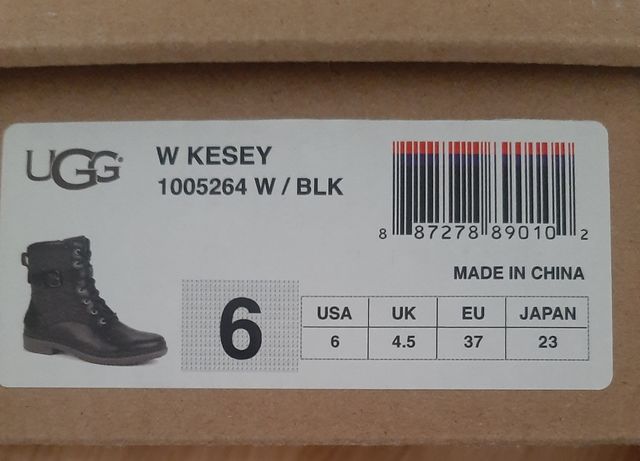 UGG
W KESEY
1005264 W / BLK
8 87278 89010 2
MADE IN CHINA
6
USA UK EU JAPAN
6 4.5 37 23